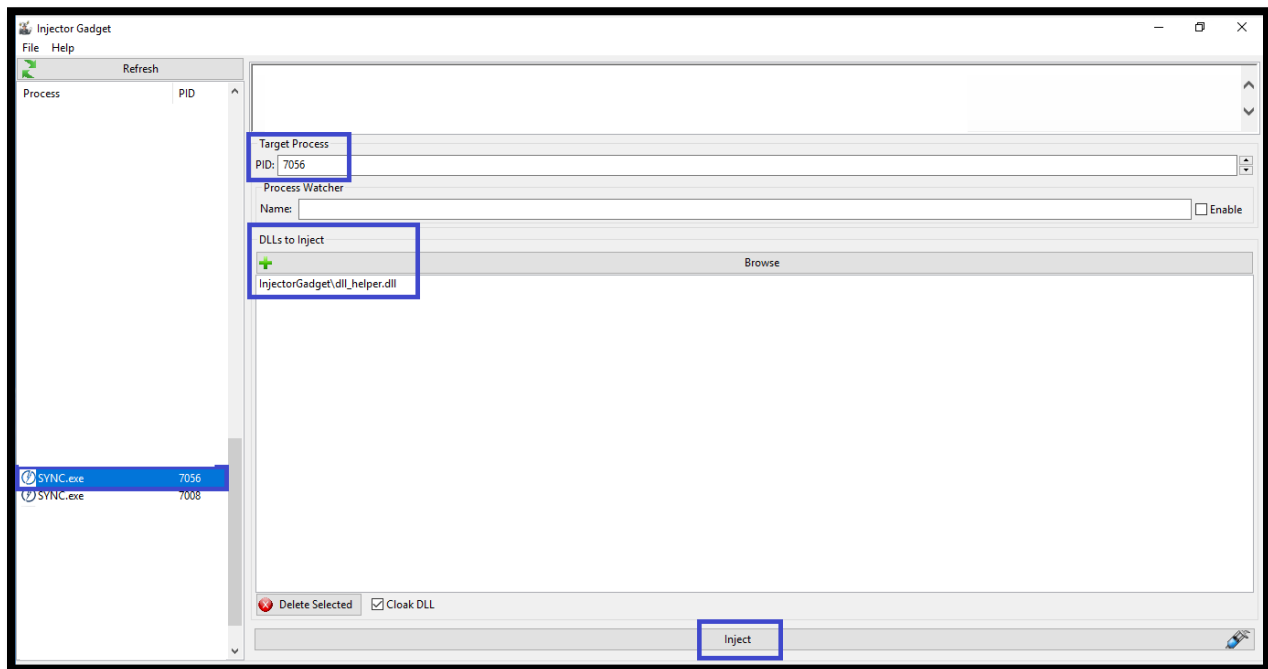 Injector Gadget
File Help
Refresh
Process PID
SYNC.exe 7056
SYNC.exe 7008
Target Process
PID: 7056
Process Watcher
Name: Enable
DLLs to Inject
Browse
InjectorGadget\dll_helper.dll
Delete Selected Cloak DLL
Inject